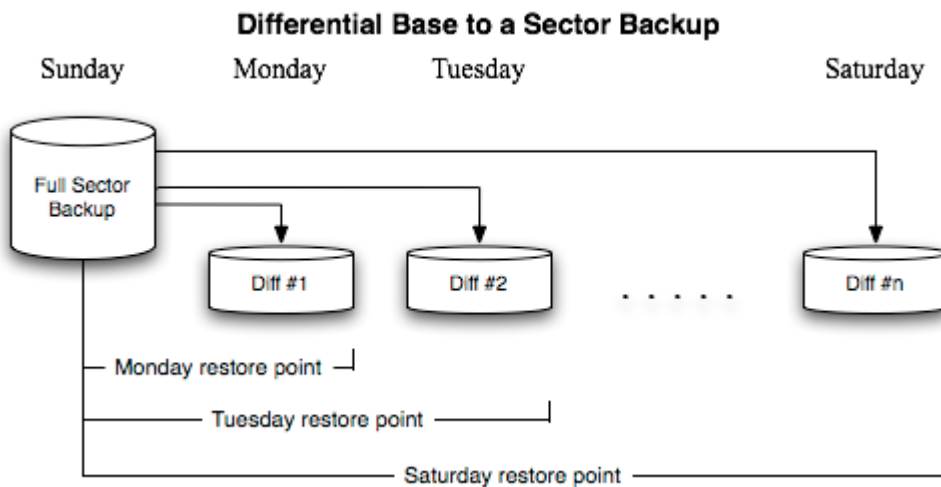 Differential Base to a Sector Backup
Sunday
Monday
Tuesday
Saturday
Full Sector
Backup
Diff #1
Diff #2
. . . . .
Diff #n
Monday restore point
Tuesday restore point
Saturday restore point